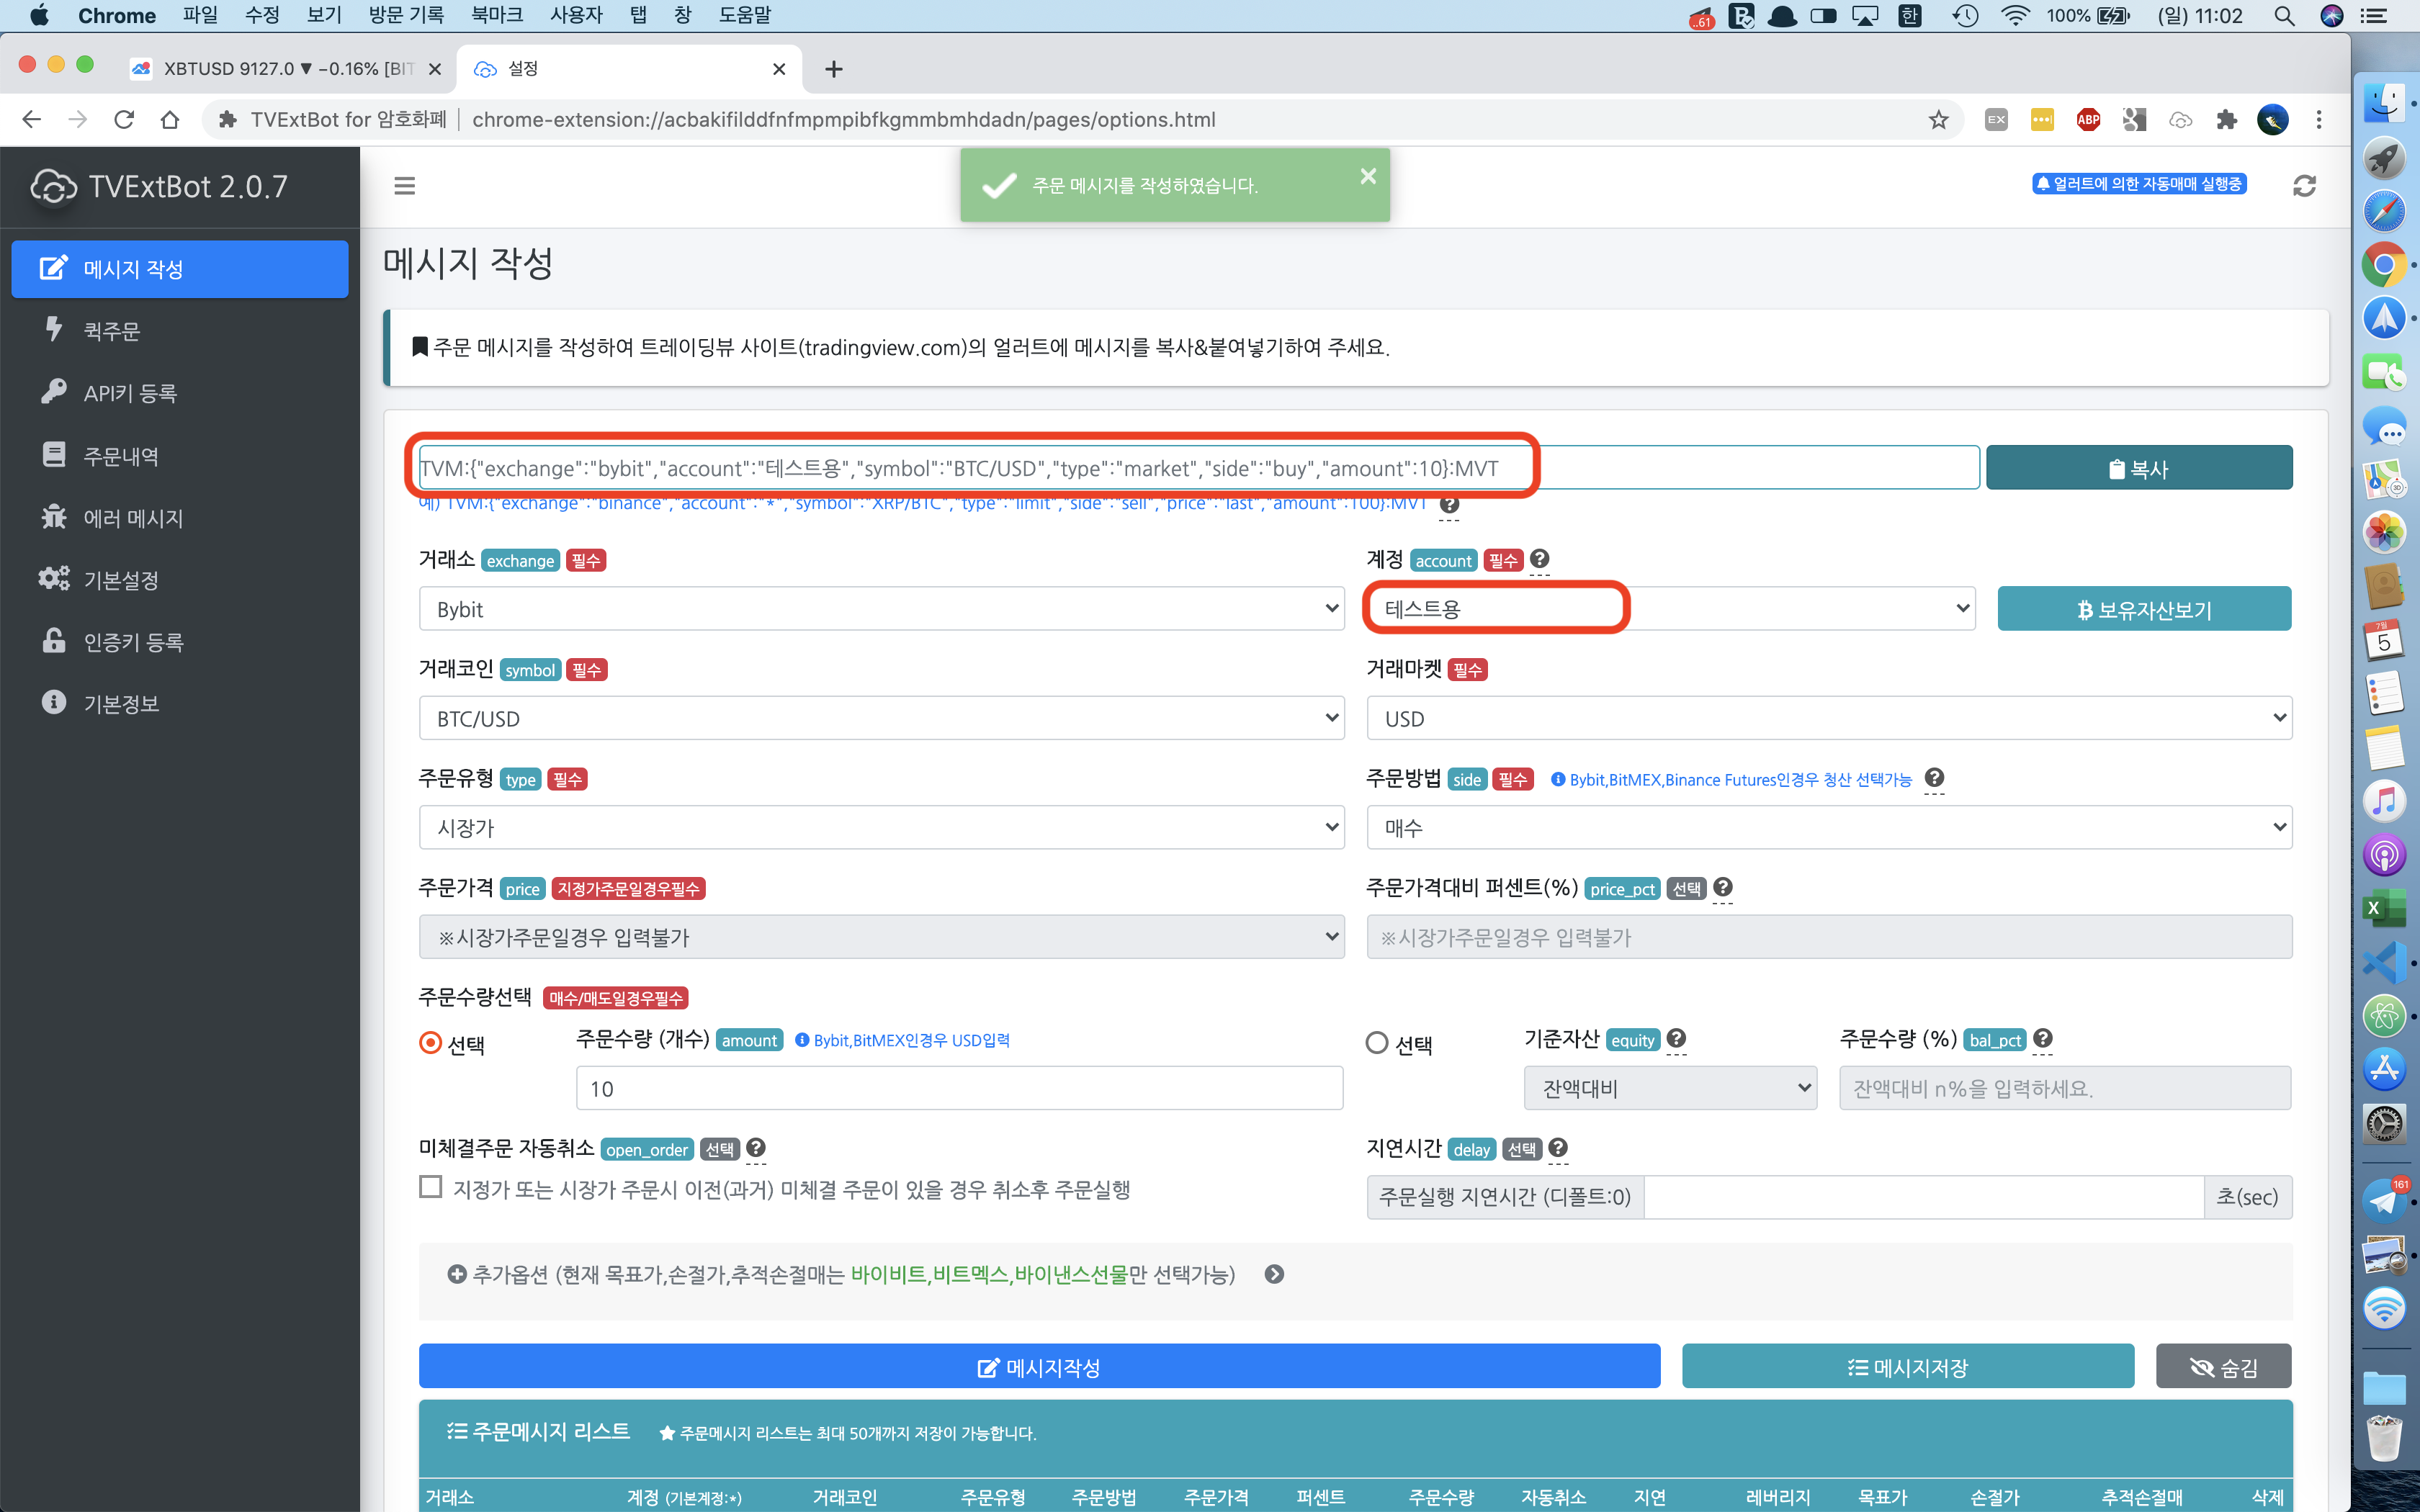 Chrome 파일 수정 보기 방문 기록 북마크 사용자 탭 창 도움말
..61 한 100% (일) 11:02
XBTUSD 9127.0 ▼ −0.16% [BIT
설정
TVExtBot for 암호화폐 | chrome-extension://acbakifilddfnfmpmpibfkgmmbmhdadn/pages/options.html
EX ABP
TVExtBot 2.0.7
주문 메시지를 작성하였습니다.
얼러트에 의한 자동매매 실행중
메시지 작성
퀵주문
API키 등록
주문내역
에러 메시지
기본설정
인증키 등록
기본정보
메시지 작성
주문 메시지를 작성하여 트레이딩뷰 사이트(tradingview.com)의 얼러트에 메시지를 복사&붙여넣기하여 주세요.
TVM:{"exchange":"bybit","account":"테스트용","symbol":"BTC/USD","type":"market","side":"buy","amount":10}:MVT
복사
예) TVM:{"exchange":"binance","account":"*","symbol":"XRP/BTC","type":"limit","side":"sell","price":"last","amount":100}:MVT
거래소 exchange 필수
계정 account 필수
Bybit
테스트용
보유자산보기
거래코인 symbol 필수
거래마켓 필수
BTC/USD
USD
주문유형 type 필수
주문방법 side 필수 Bybit,BitMEX,Binance Futures인경우 청산 선택가능
시장가
매수
주문가격 price 지정가주문일경우필수
주문가격대비 퍼센트(%) price_pct 선택
※시장가주문일경우 입력불가
※시장가주문일경우 입력불가
주문수량선택 매수/매도일경우필수
선택
주문수량 (개수) amount Bybit,BitMEX인경우 USD입력
10
선택
기준자산 equity
잔액대비
주문수량 (%) bal_pct
잔액대비 n%을 입력하세요.
미체결주문 자동취소 open_order 선택
지정가 또는 시장가 주문시 이전(과거) 미체결 주문이 있을 경우 취소후 주문실행
지연시간 delay 선택
주문실행 지연시간 (디폴트:0)
초(sec)
추가옵션 (현재 목표가,손절가,추적손절매는 바이비트,비트멕스,바이낸스선물만 선택가능)
메시지작성
메시지저장
숨김
주문메시지 리스트 ★ 주문메시지 리스트는 최대 50개까지 저장이 가능합니다.
거래소 계정 (기본계정:*) 거래코인 주문유형 주문방법 주문가격 퍼센트 주문수량 자동취소 지연 레버리지 목표가 손절가 추적손절매 삭제
7월
5
161